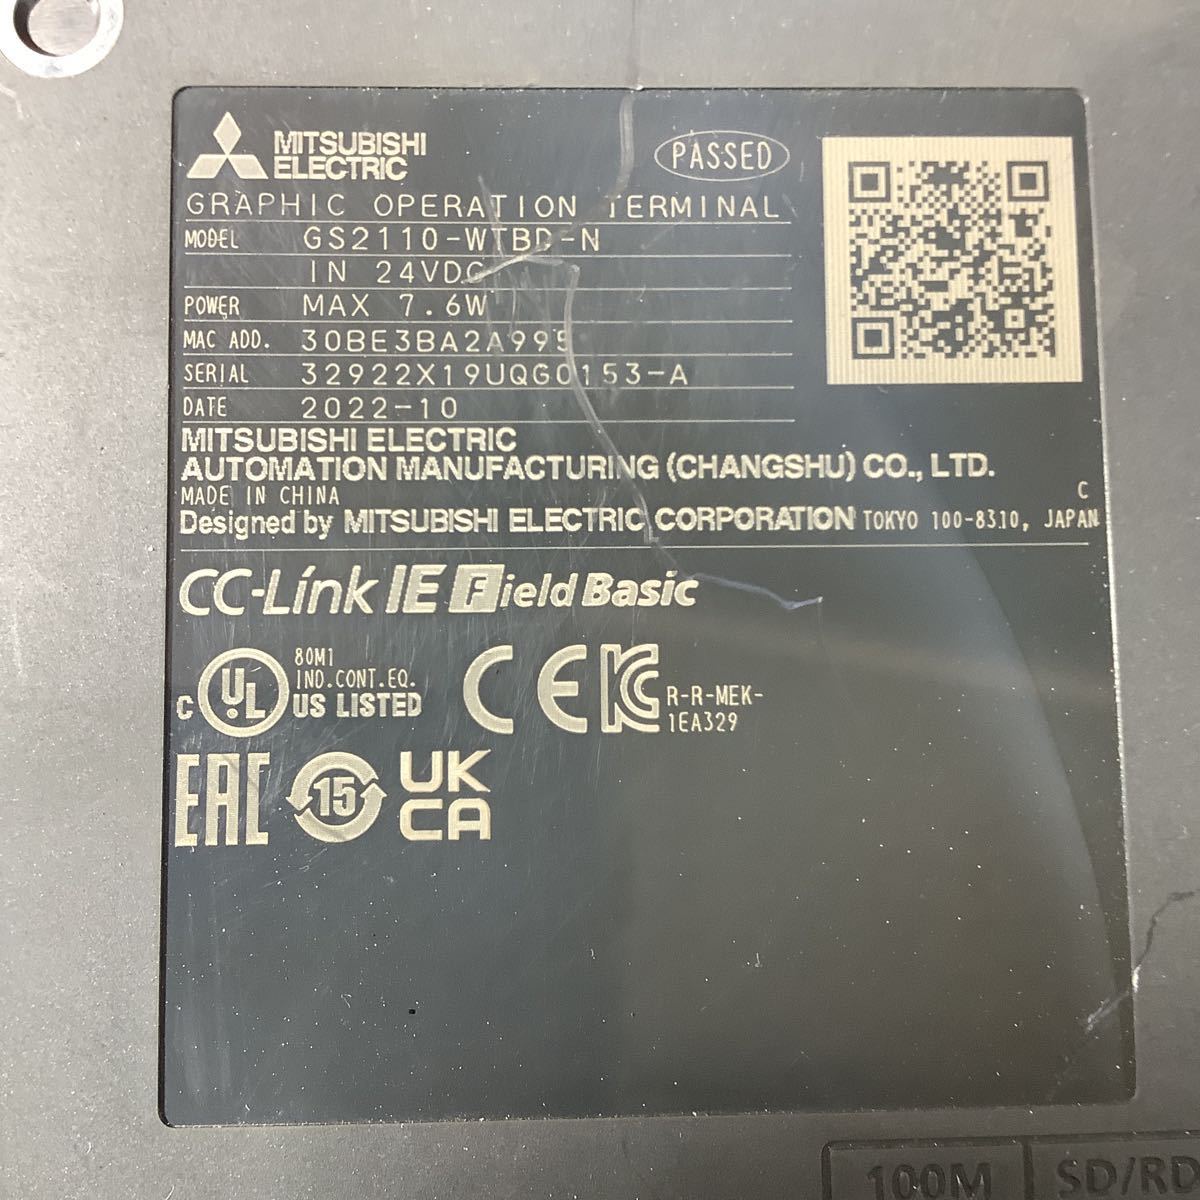 MITSUBISHI
ELECTRIC
PASSED
GRAPHIC OPERATION TERMINAL
MODEL GS2110-WTBD-N
IN 24VDC
POWER MAX 7.6W
MAC ADD. 30BE3BA2A995
SERIAL 32922X19UQG0153-A
DATE 2022-10
MITSUBISHI ELECTRIC
AUTOMATION MANUFACTURING (CHANGSHU) CO., LTD.
MADE IN CHINA C
Designed by MITSUBISHI ELECTRIC CORPORATION TOKYO 100-8310, JAPAN
CC-Link IE Field Basic
C UL
80M1
IND.CONT.EQ.
US LISTED
CE
KC
R-R-MEK-
1EA329
EAC
15
UK
CA
100M SD/RD